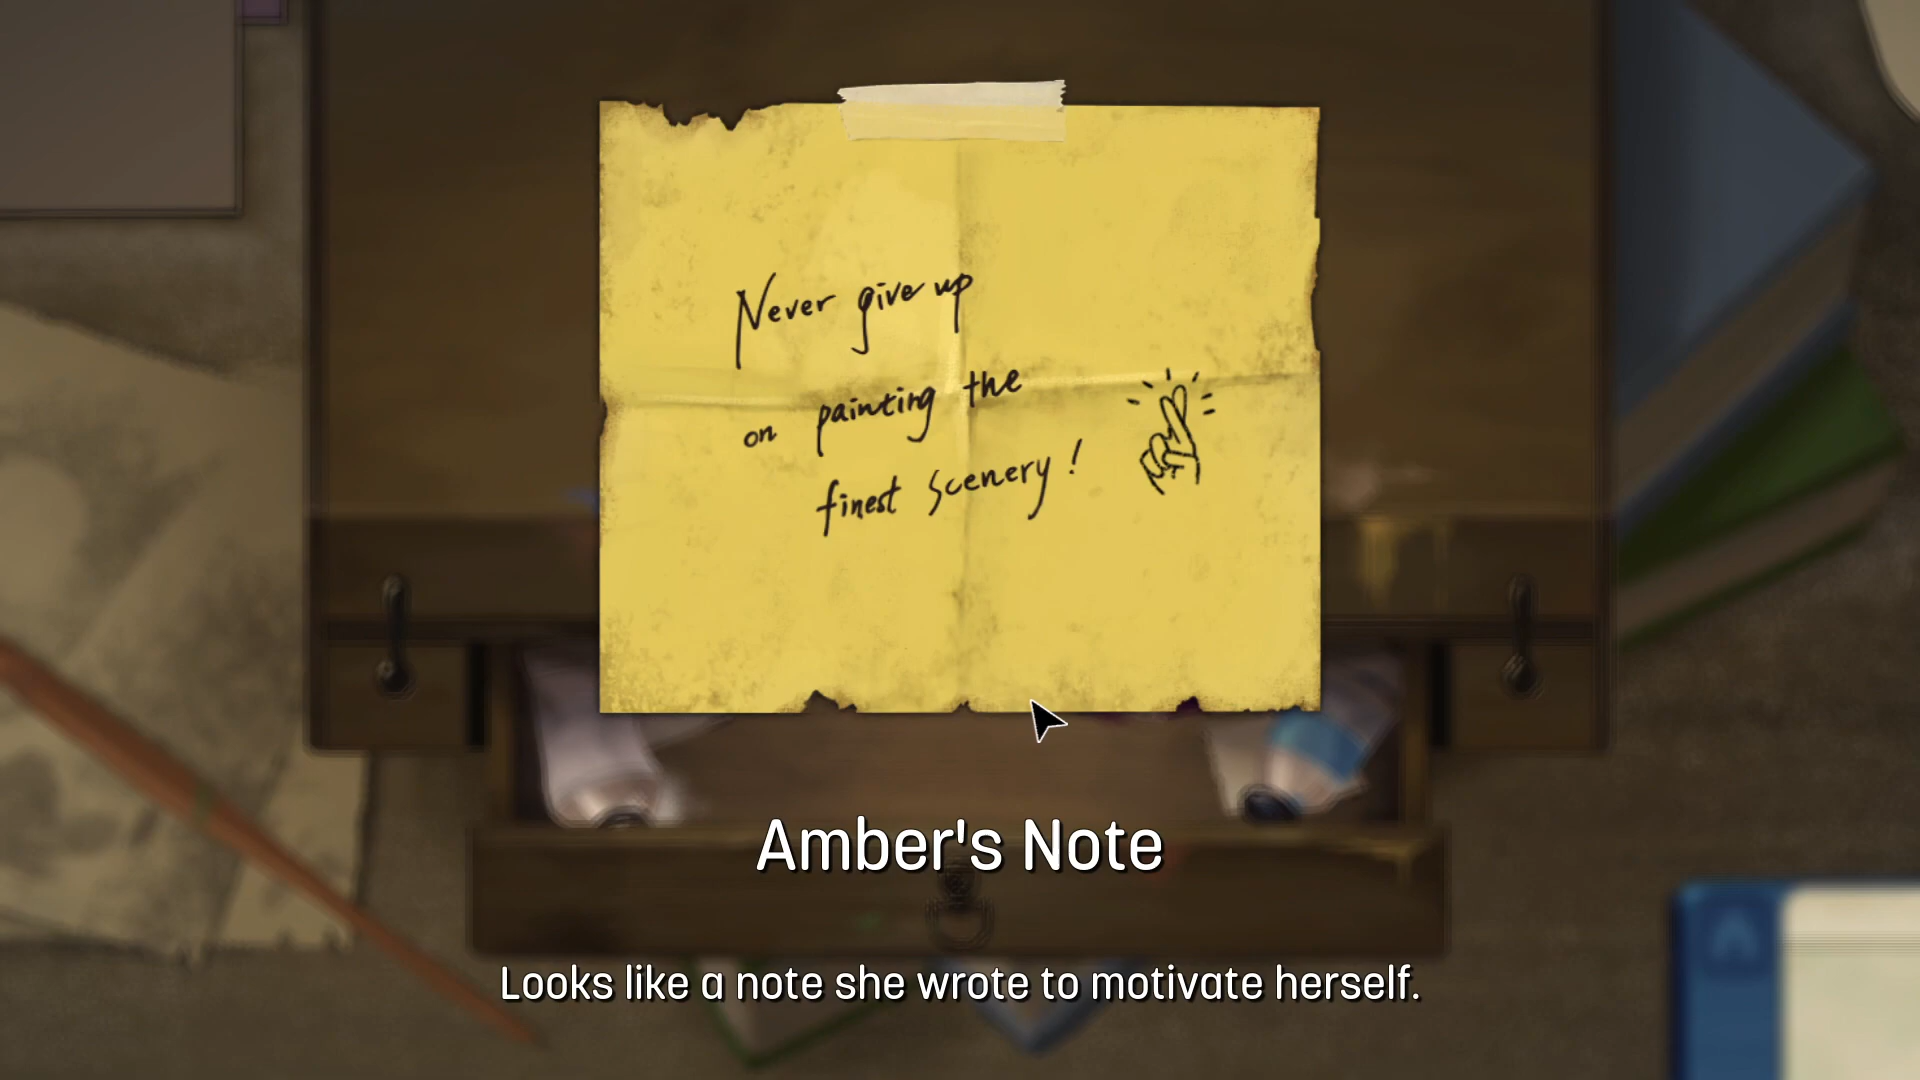 Never give up
on painting the
finest scenery!
Amber's Note
Looks like a note she wrote to motivate herself.